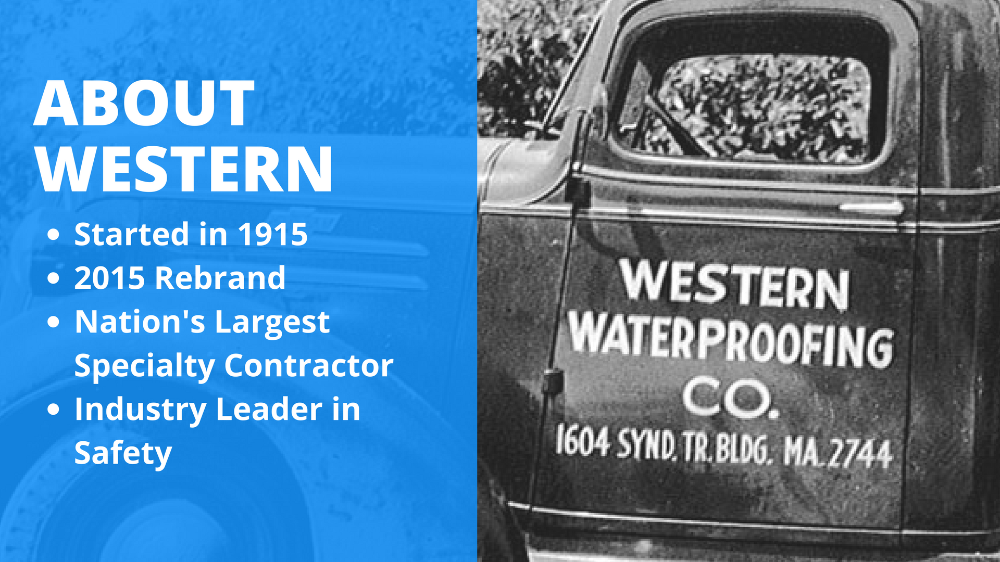 ABOUT
WESTERN
• Started in 1915
• 2015 Rebrand
• Nation's Largest
Specialty Contractor
• Industry Leader in
Safety
WESTERN
WATERPROOFING
CO.
1604 SYND. TR. BLDG. MA. 2744